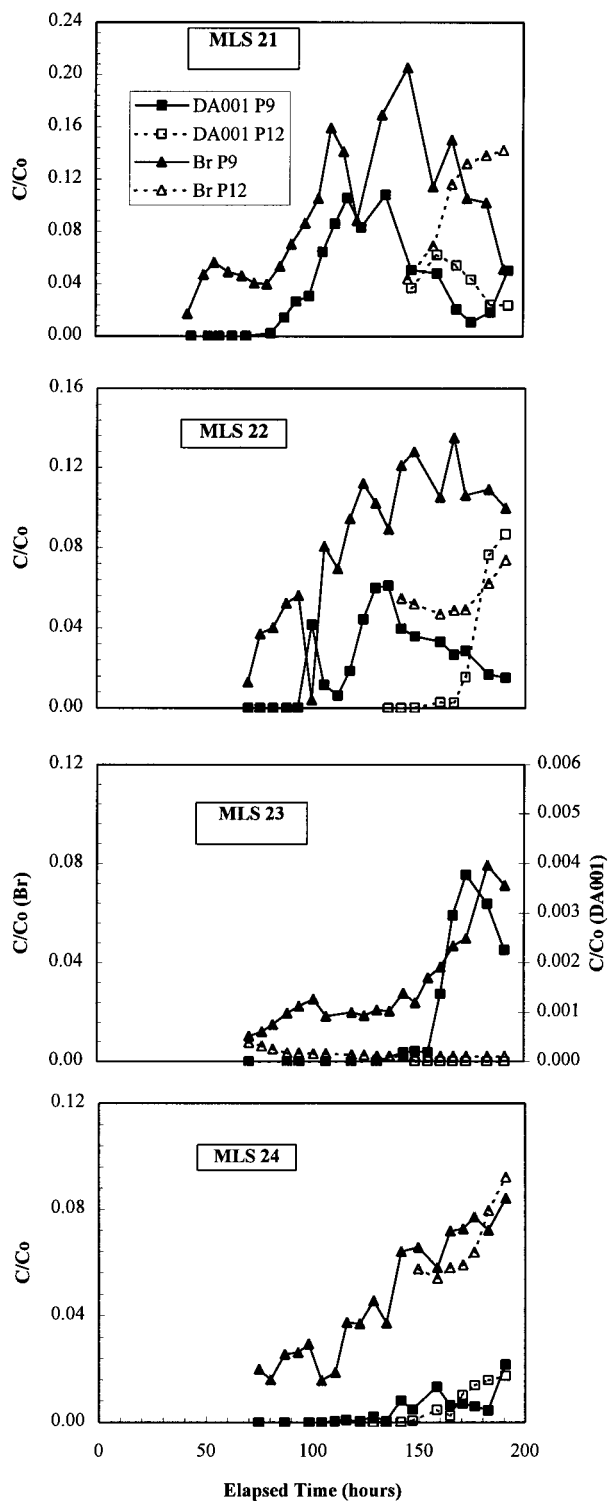 MLS 21
0.24
0.20
0.16
0.12
0.08
0.04
0.00
C/Co
DA001 P9
DA001 P12
Br P9
Br P12
MLS 22
0.16
0.12
0.08
0.04
0.00
C/Co
MLS 23
0.12
0.08
0.04
0.00
C/Co (Br)
0.006
0.005
0.004
0.003
0.002
0.001
0.000
C/Co (DA001)
MLS 24
0.12
0.08
0.04
0.00
C/Co
0 50 100 150 200
Elapsed Time (hours)